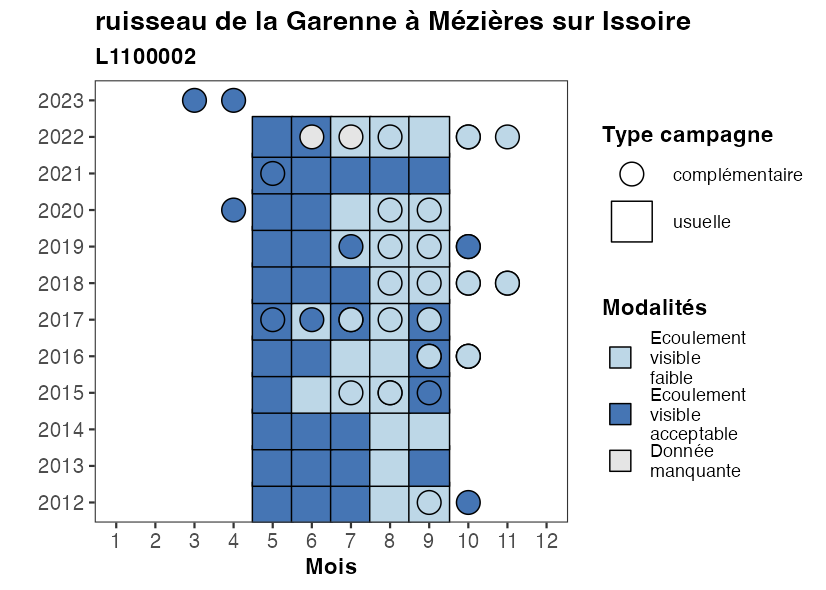 ruisseau de la Garenne à Mézières sur Issoire
L1100002
2023
2022
2021
2020
2019
2018
2017
2016
2015
2014
2013
2012
1 2 3 4 5 6 7 8 9 10 11 12
Mois
Type campagne
complémentaire
usuelle
Modalités
Ecoulement
visible
faible
Ecoulement
visible
acceptable
Donnée
manquante